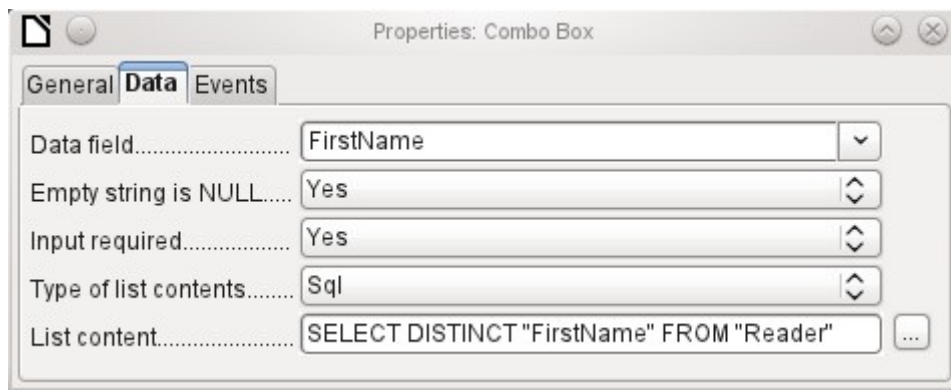 Properties: Combo Box
General Data Events
Data field.......................... FirstName
Empty string is NULL..... Yes
Input required................. Yes
Type of list contents........ Sql
List content...................... SELECT DISTINCT "FirstName" FROM "Reader" ...